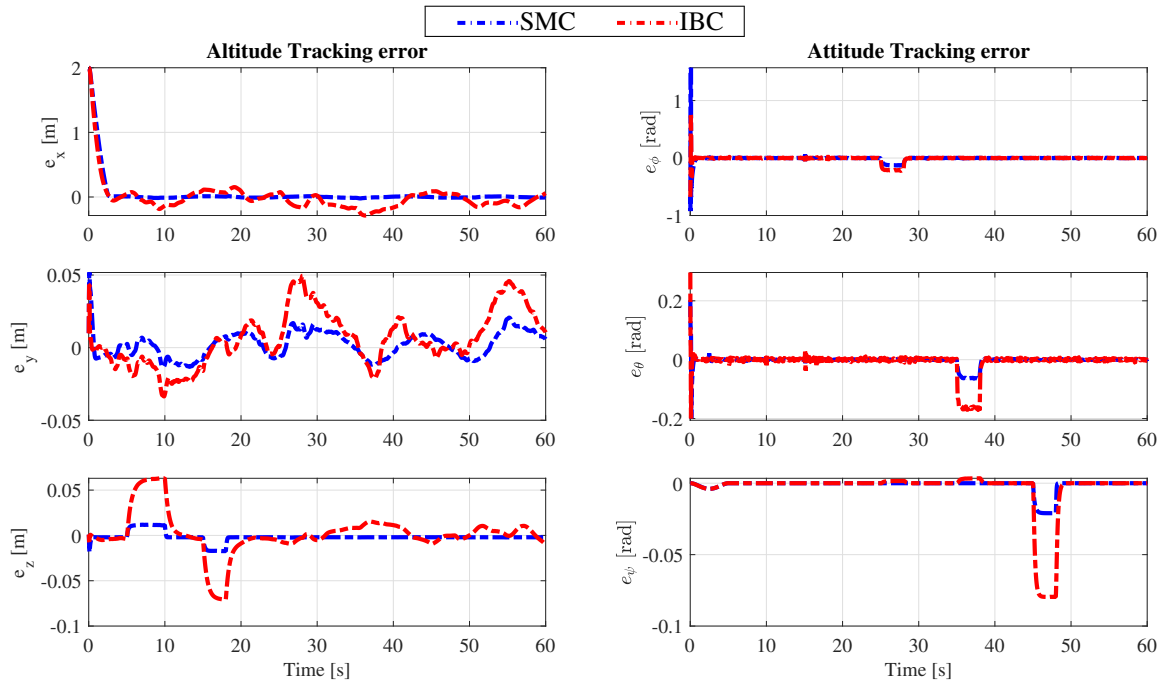 SMC IBC
Altitude Tracking error
2
1
0
e_x [m]
0 10 20 30 40 50 60
0.05
0
-0.05
e_y [m]
0 10 20 30 40 50 60
0.05
0
-0.05
-0.1
e_z [m]
0 10 20 30 40 50 60
Time [s]
Attitude Tracking error
1
0
-1
e_ϕ [rad]
0 10 20 30 40 50 60
0.2
0
-0.2
e_θ [rad]
0 10 20 30 40 50 60
0
-0.05
-0.1
e_ψ [rad]
0 10 20 30 40 50 60
Time [s]